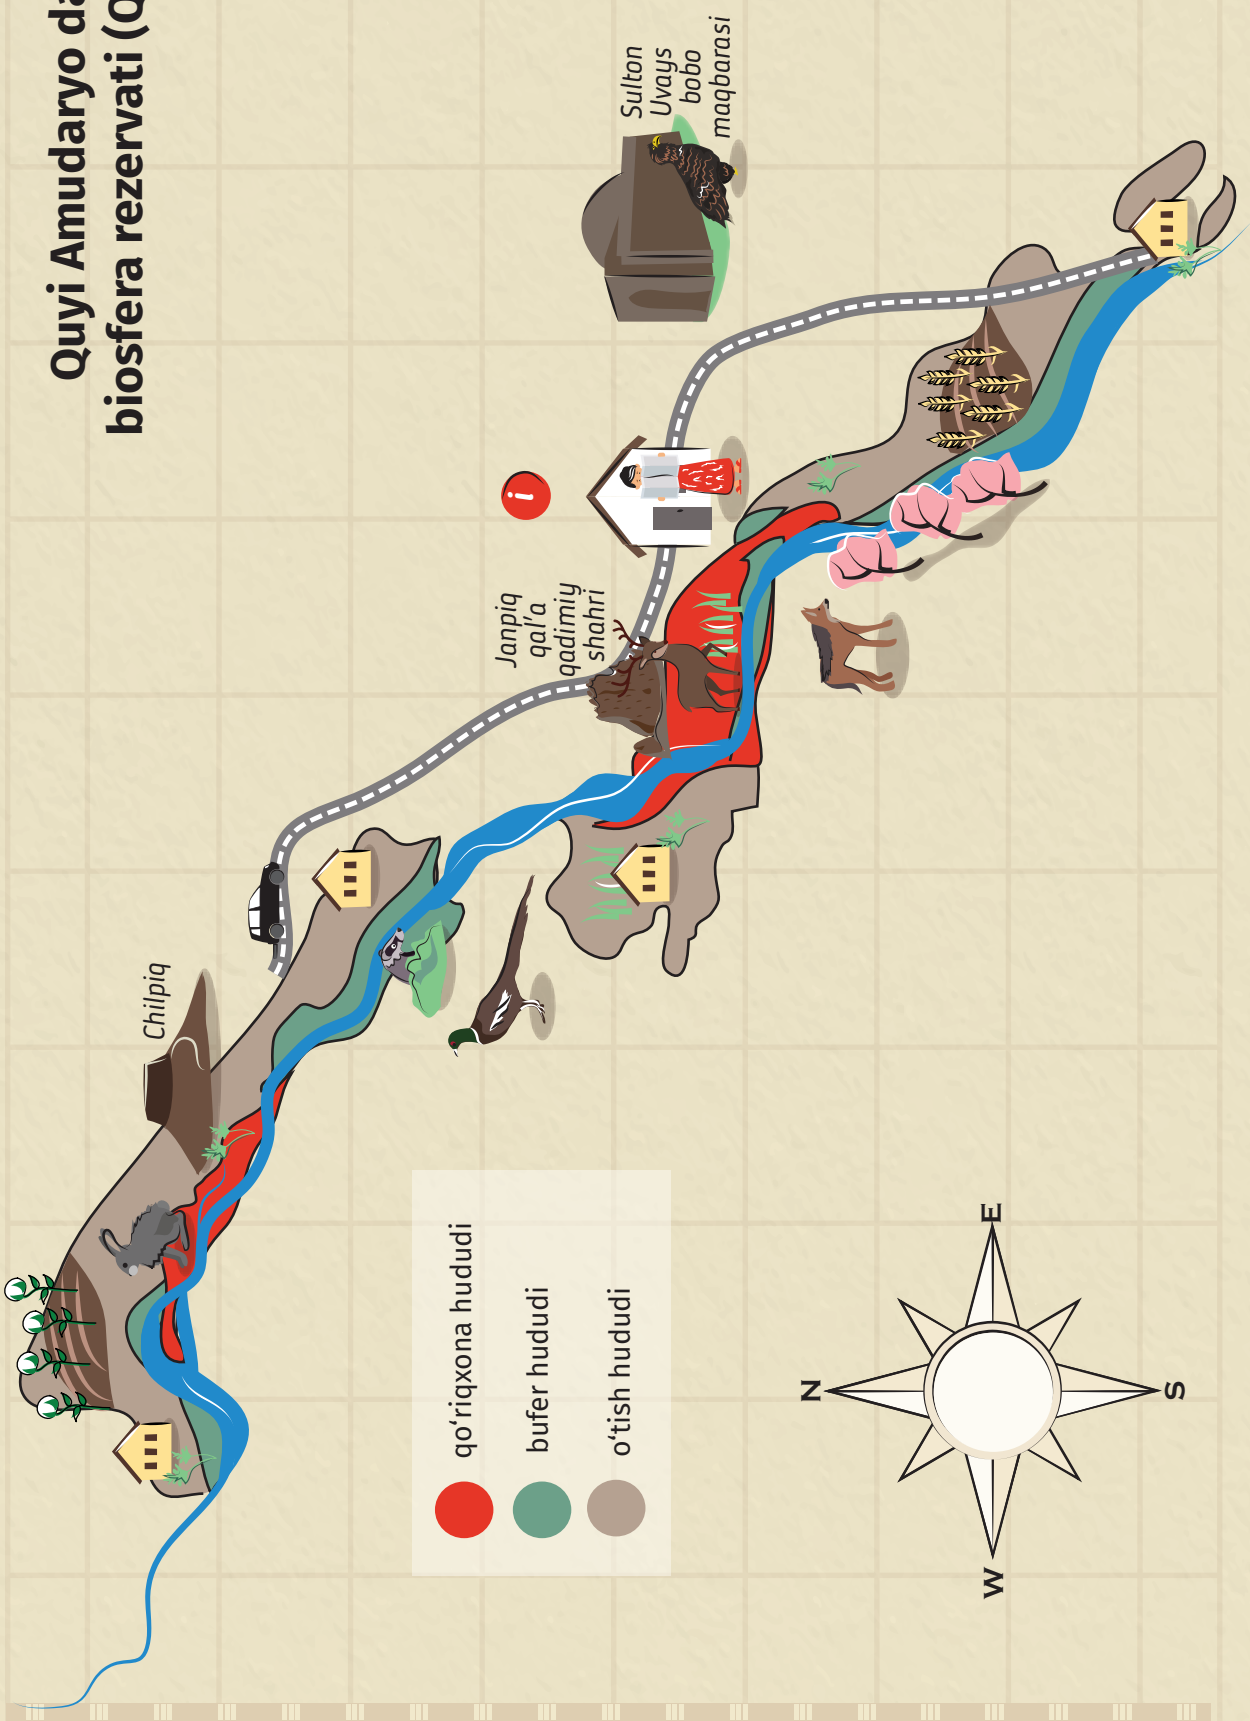 Quyi Amudaryo
biosfera rezervati
Sulton
Uvays
bobo
maqbarasi
i
Janpiq
qal'a
qadimiy
shahri
Chilpiq
qo‘riqxona hududi
bufer hududi
o‘tish hududi
N
E
S
W